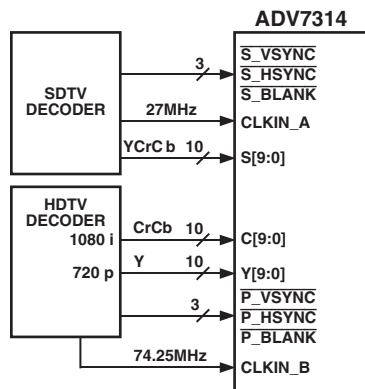 ADV7314
SDTV
DECODER
3
S_VSYNC
S_HSYNC
S_BLANK
27MHz
CLKIN_A
YCrC b 10
S[9:0]
HDTV
DECODER
1080 i
CrCb 10
C[9:0]
720 p
Y 10
Y[9:0]
3
P_VSYNC
P_HSYNC
P_BLANK
74.25MHz
CLKIN_B